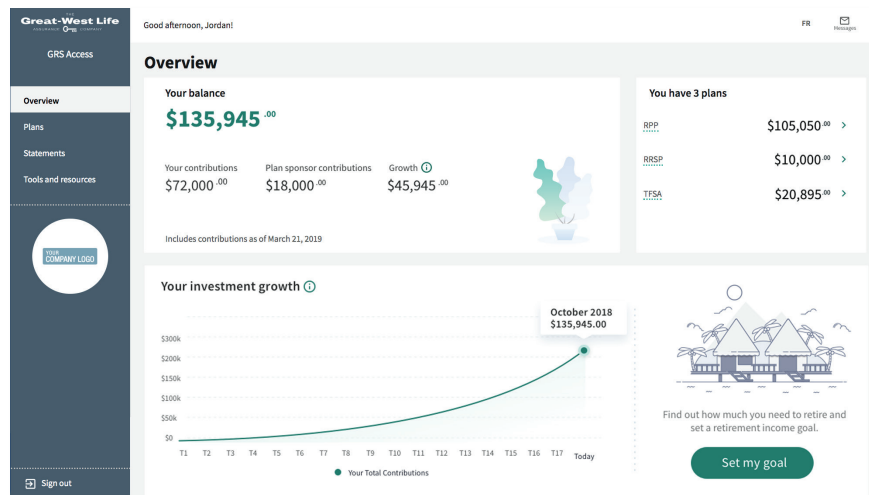 THE
Great-West Life
ASSURANCE COMPANY
GRS Access
Overview
Plans
Statements
Tools and resources
YOUR
COMPANY LOGO
Sign out
Good afternoon, Jordan!
FR
Messages
Overview
Your balance
$135,945.00
Your contributions
$72,000.00
Plan sponsor contributions
$18,000.00
Growth
$45,945.00
Includes contributions as of March 21, 2019
You have 3 plans
RPP $105,050.00
RRSP $10,000.00
TFSA $20,895.00
Your investment growth
October 2018
$135,945.00
$300k
$200k
$150k
$100k
$50k
$0
T1 T2 T3 T4 T5 T6 T7 T8 T9 T10 T11 T12 T13 T14 T15 T16 T17 Today
Your Total Contributions
Find out how much you need to retire and
set a retirement income goal.
Set my goal